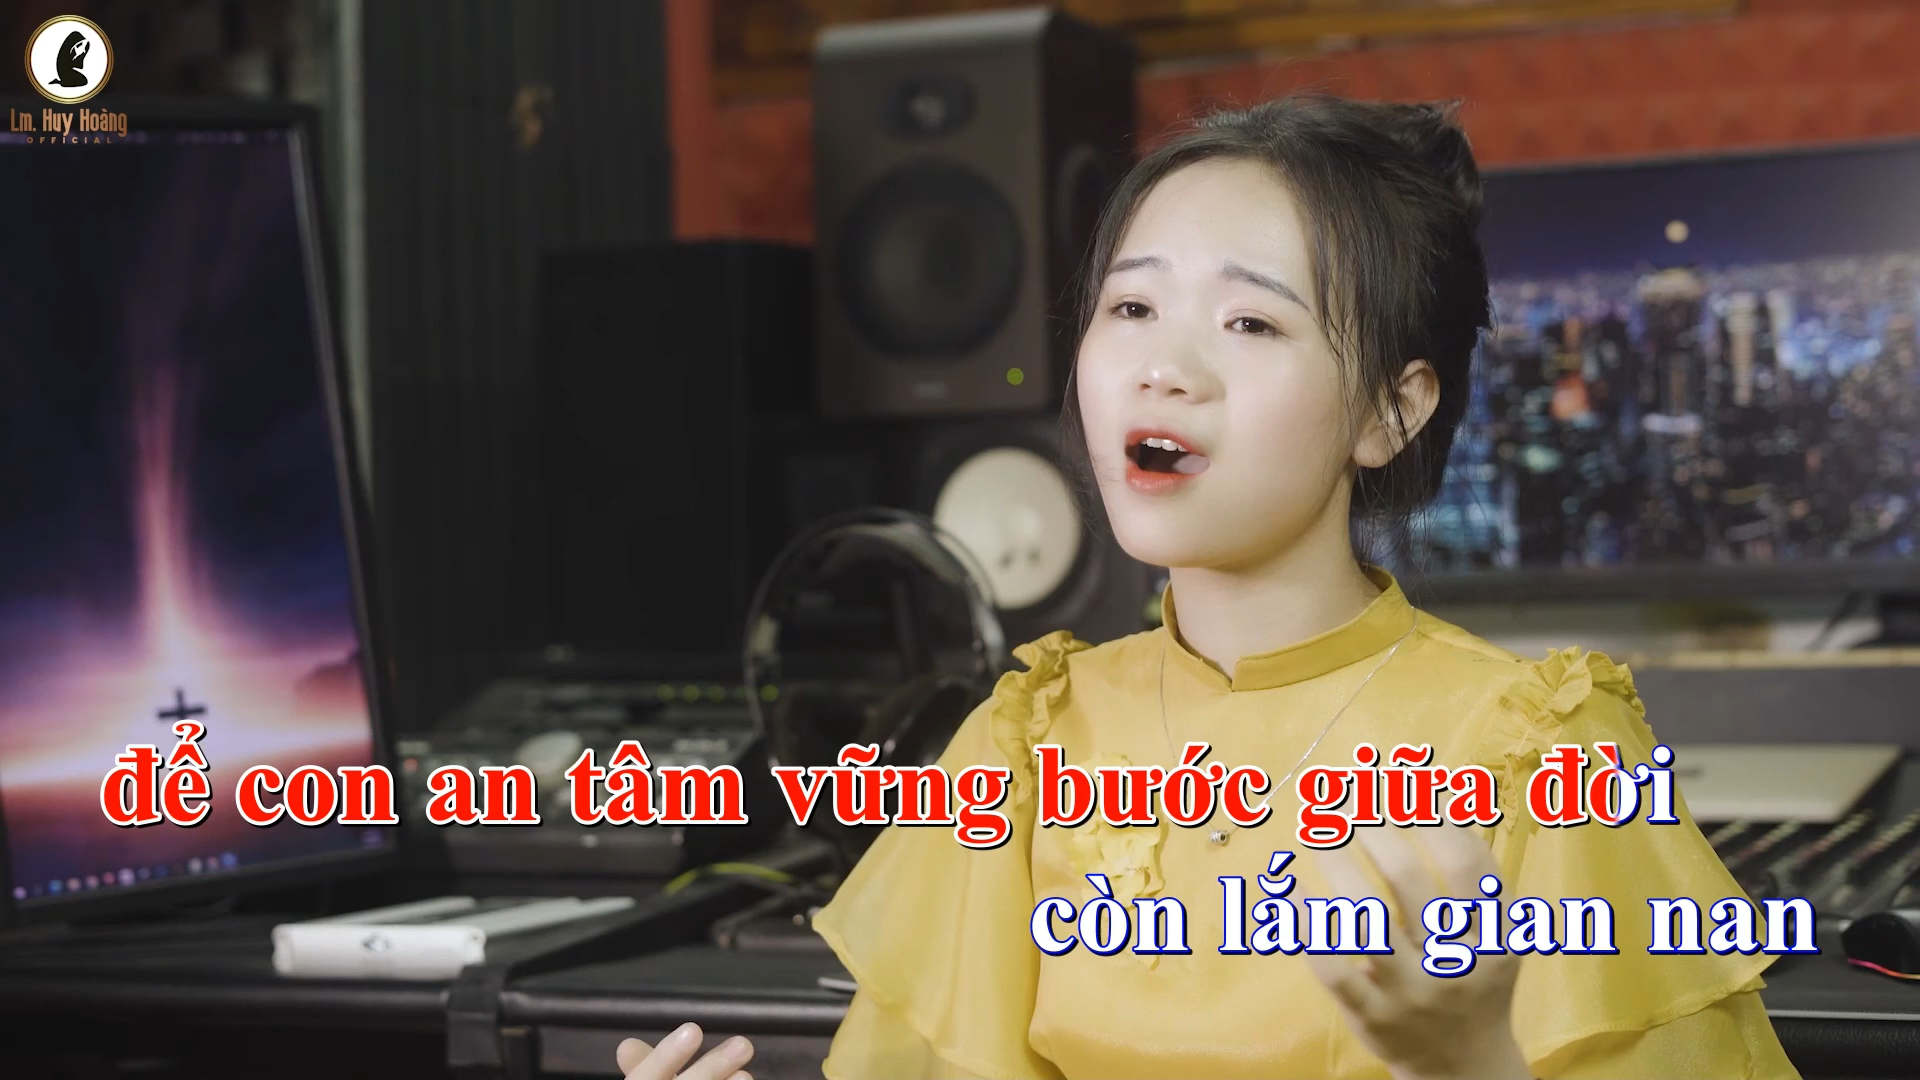 Lm. Huy Hoàng
OFFICIAL
để con an tâm vững bước giữa đời
còn lắm gian nan